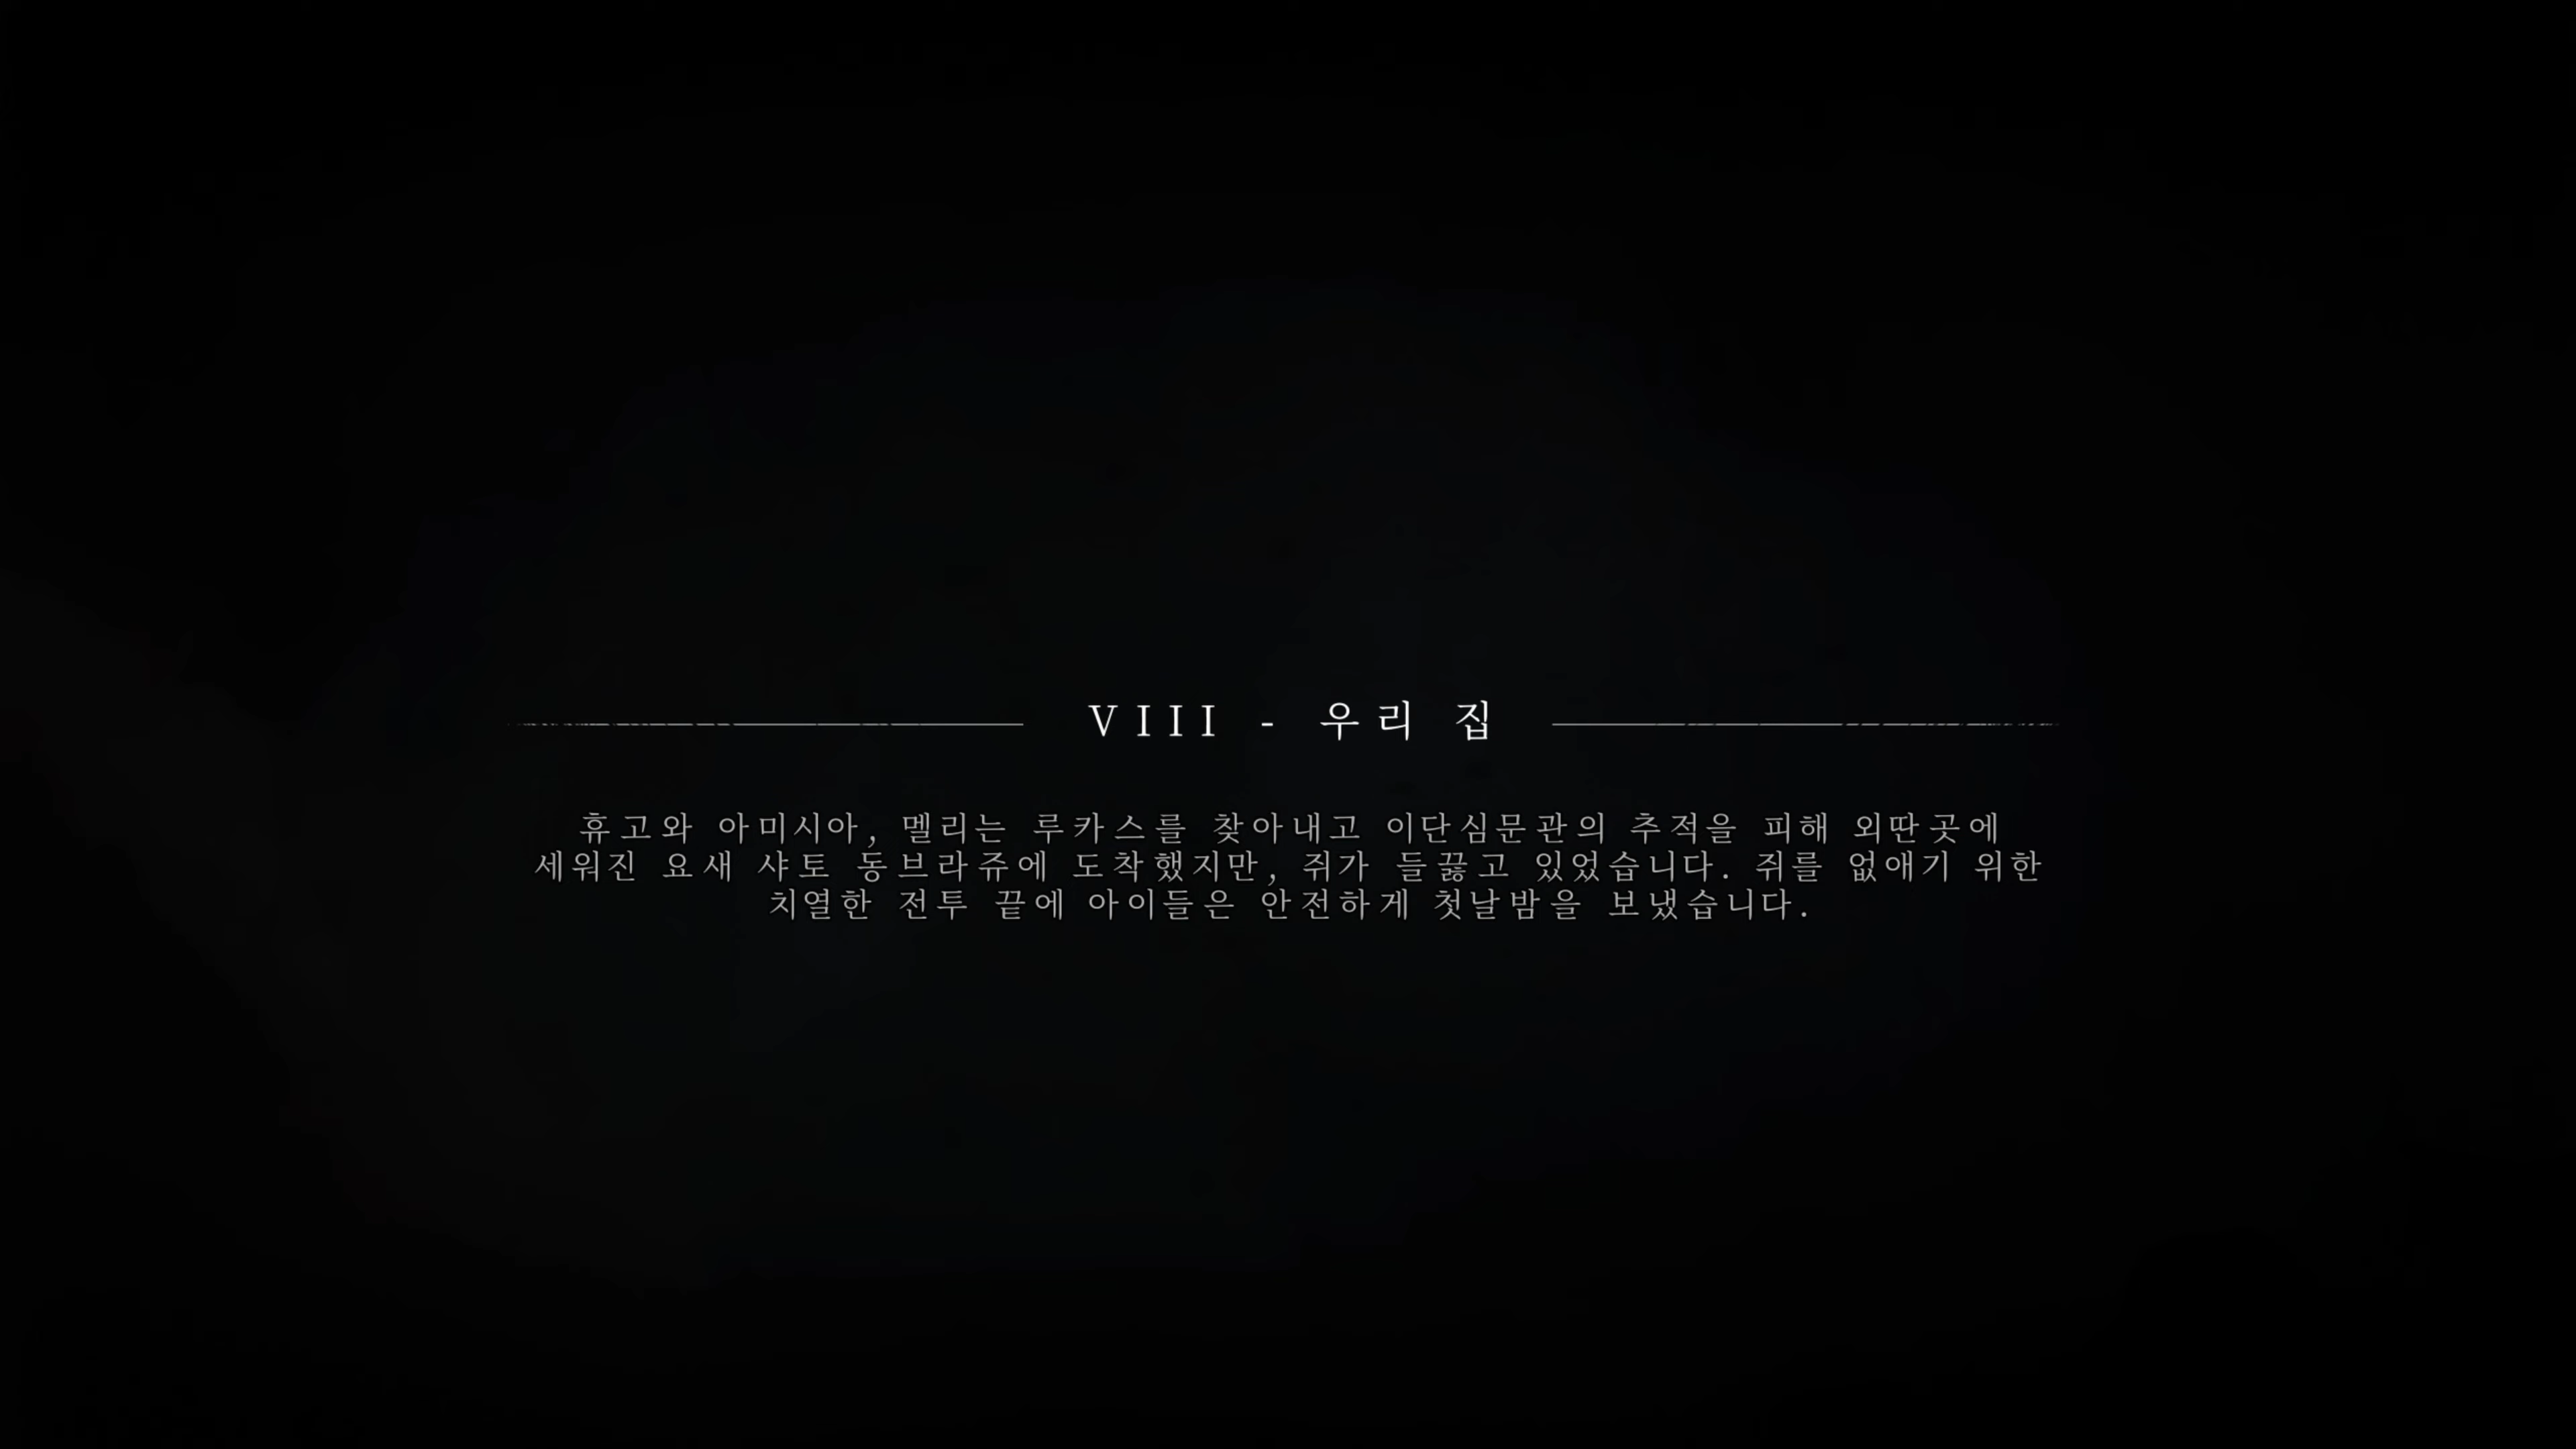 VIII - 우리 집
휴고와 아미시아, 멜리는 루카스를 찾아내고 이단심문관의 추적을 피해 외딴곳에
세워진 요새 샤토 동브라쥬에 도착했지만, 쥐가 들끓고 있었습니다. 쥐를 없애기 위한
치열한 전투 끝에 아이들은 안전하게 첫날밤을 보냈습니다.